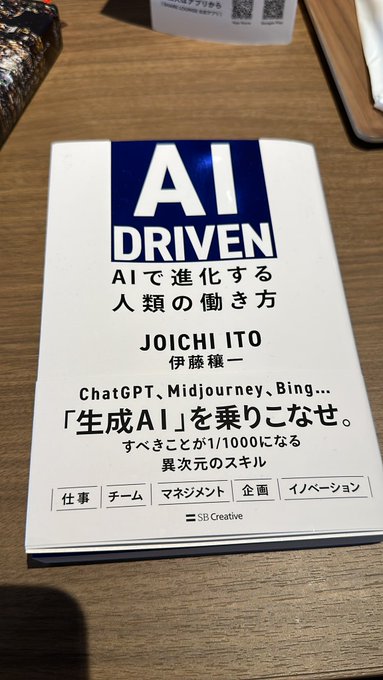 AI
DRIVEN
AIで進化する
人類の働き方
JOICHI ITO
伊藤穰一
ChatGPT、Midjourney、Bing...
「生成AI」を乗りこなせ。
すべきことが1/1000になる
異次元のスキル
仕事 チーム マネジメント 企画 イノベーション
SB Creative